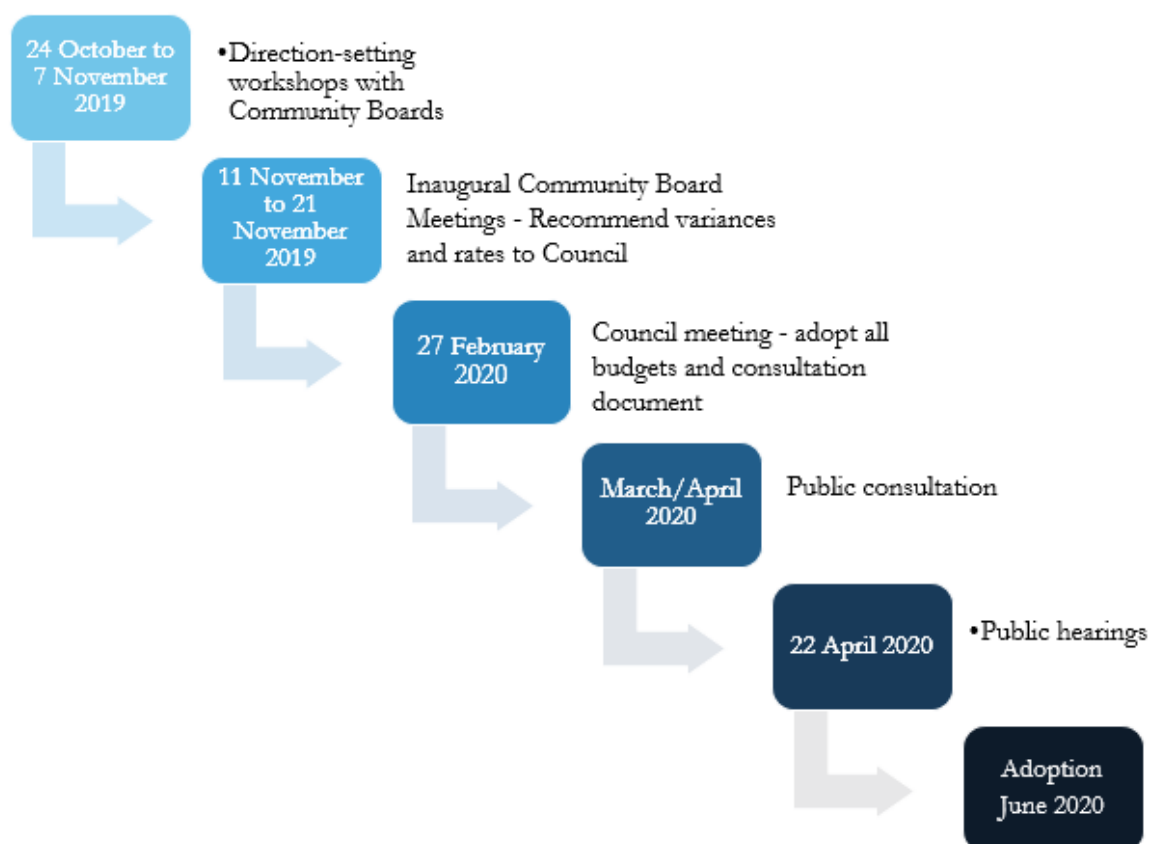 24 October to
7 November
2019
•Direction-setting
workshops with
Community Boards
11 November
to 21
November
2019
Inaugural Community Board
Meetings - Recommend variances
and rates to Council
27 February
2020
Council meeting - adopt all
budgets and consultation
document
March/April
2020
Public consultation
22 April 2020
•Public hearings
Adoption
June 2020